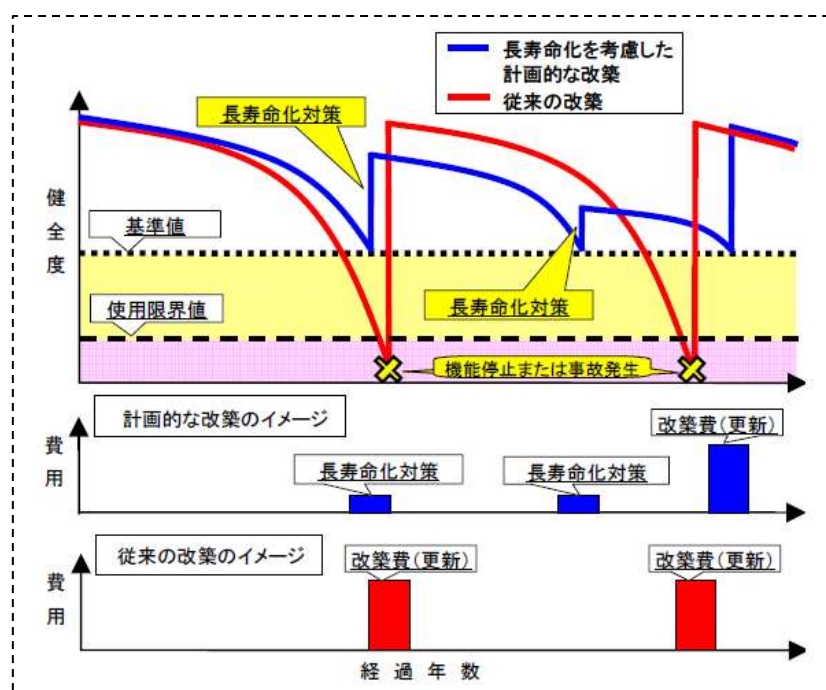 長寿命化を考慮した
計画的な改築
従来の改築
長寿命化対策
健全度
基準値
長寿命化対策
使用限界値
機能停止または事故発生
計画的な改築のイメージ
費用
改築費(更新)
長寿命化対策
長寿命化対策
従来の改築のイメージ
費用
改築費(更新)
改築費(更新)
経過年数